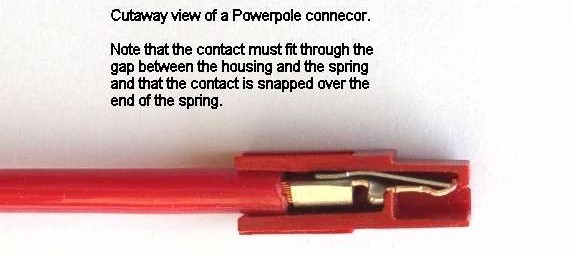 Cutaway view of a Powerpole connecor.
Note that the contact must fit through the
gap between the housing and the spring
and that the contact is snapped over the
end of the spring.